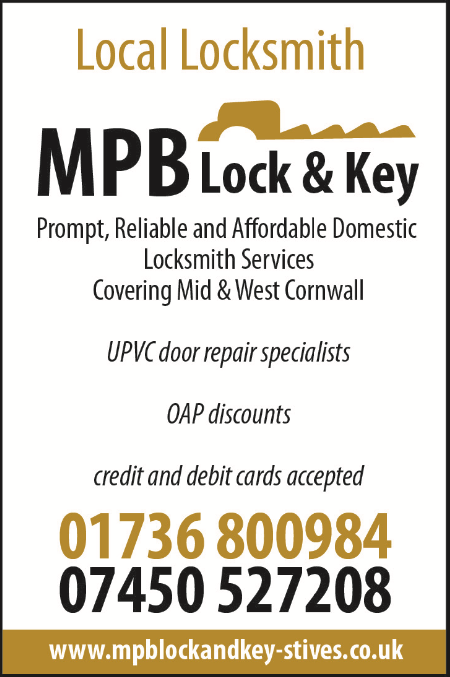 Local Locksmith
MPB Lock & Key
Prompt, Reliable and Affordable Domestic
Locksmith Services
Covering Mid & West Cornwall
UPVC door repair specialists
OAP discounts
credit and debit cards accepted
01736 800984
07450 527208
www.mpblockandkey-stives.co.uk